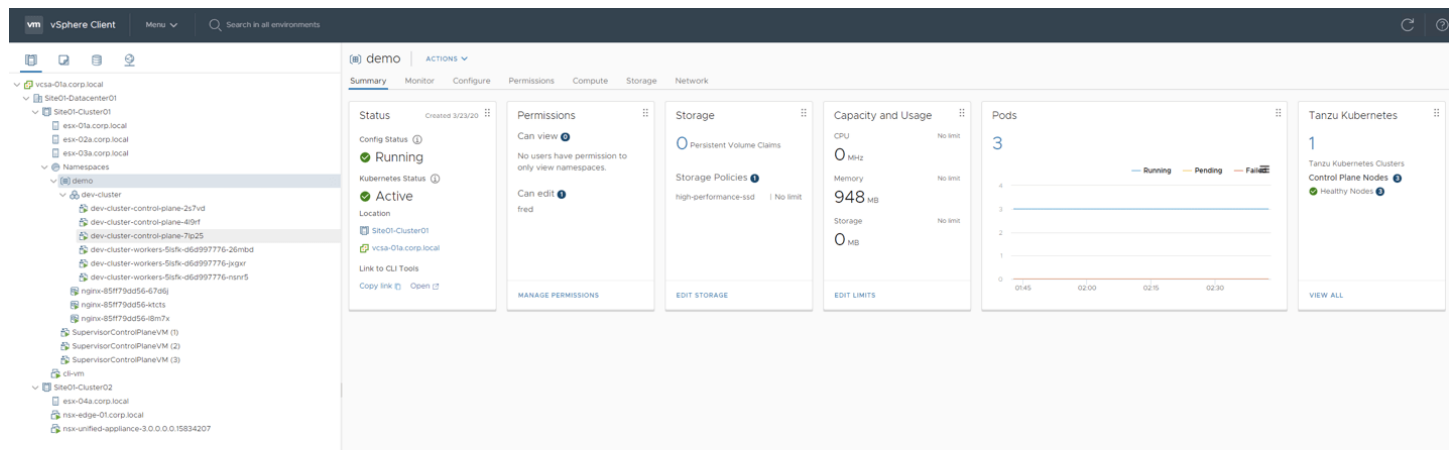 vm vSphere Client Menu Search in all environments
vcsa-01a.corp.local
Site01-Datacenter01
Site01-Cluster01
esx-01a.corp.local
esx-02a.corp.local
esx-03a.corp.local
Namespaces
demo
dev-cluster
dev-cluster-control-plane-2s7vd
dev-cluster-control-plane-4l9rf
dev-cluster-control-plane-7lp25
dev-cluster-workers-5lsfk-d6d997776-26mbd
dev-cluster-workers-5lsfk-d6d997776-jxgxr
dev-cluster-workers-5lsfk-d6d997776-nsnr5
nginx-85ff79dd56-67d6j
nginx-85ff79dd56-ktcts
nginx-85ff79dd56-l8m7x
SupervisorControlPlaneVM (1)
SupervisorControlPlaneVM (2)
SupervisorControlPlaneVM (3)
cli-vm
Site01-Cluster02
esx-04a.corp.local
nsx-edge-01.corp.local
nsx-unified-appliance-3.0.0.0.0.15834207
demo ACTIONS
Summary Monitor Configure Permissions Compute Storage Network
Status Created 3/23/20
Config Status
Running
Kubernetes Status
Active
Location
Site01-Cluster01
vcsa-01a.corp.local
Link to CLI Tools
Copy link Open
Permissions
Can view 0
No users have permission to
only view namespaces.
Can edit 1
fred
MANAGE PERMISSIONS
Storage
0 Persistent Volume Claims
Storage Policies 1
high-performance-ssd | No limit
EDIT STORAGE
Capacity and Usage
CPU No limit
0 MHz
Memory No limit
948 MB
Storage No limit
0 MB
EDIT LIMITS
Pods
3
Running Pending Failed
4
3
2
1
0
01:45 02:00 02:15 02:30
Tanzu Kubernetes
1
Tanzu Kubernetes Clusters
Control Plane Nodes 3
Healthy Nodes 3
VIEW ALL